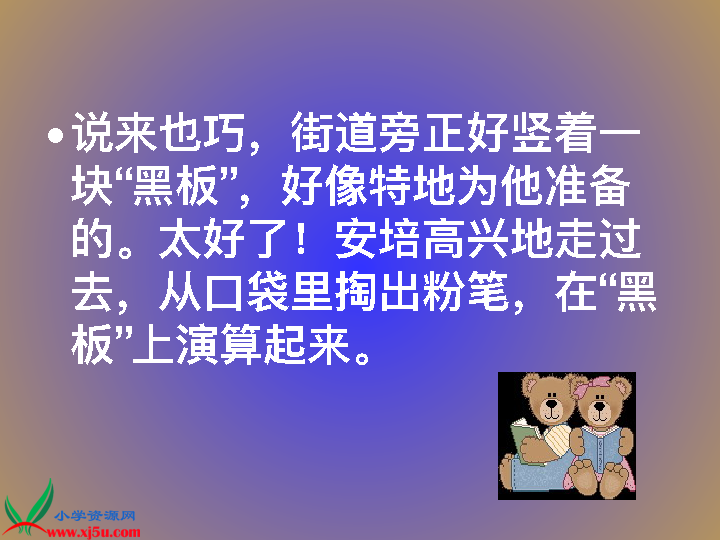 •说来也巧，街道旁正好竖着一
块“黑板”，好像特地为他准备
的。太好了！安培高兴地走过
去，从口袋里掏出粉笔，在“黑
板”上演算起来。
小学资源网
www.xj5u.com